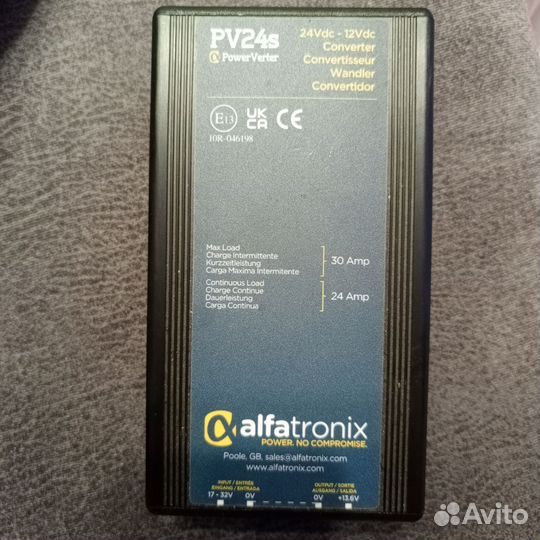 PV24s
PowerVerter
24Vdc - 12Vdc
Converter
Convertisseur
Wandler
Convertidor
E13
UK
CA
CE
10R-046198
Max Load
Charge Intermittente
Kurzzeitleistung
Carga Maxima Intermitente
30 Amp
Continuous Load
Charge Continue
Dauerleistung
Carga Continua
24 Amp
alfatronix
POWER. NO COMPROMISE.
Poole, GB, sales@alfatronix.com
www.alfatronix.com
INPUT / ENTRÉE
EINGANG / ENTRADA
17 - 32V 0V
OUTPUT / SORTIE
AUSGANG / SALIDA
0V +13.6V
Avito